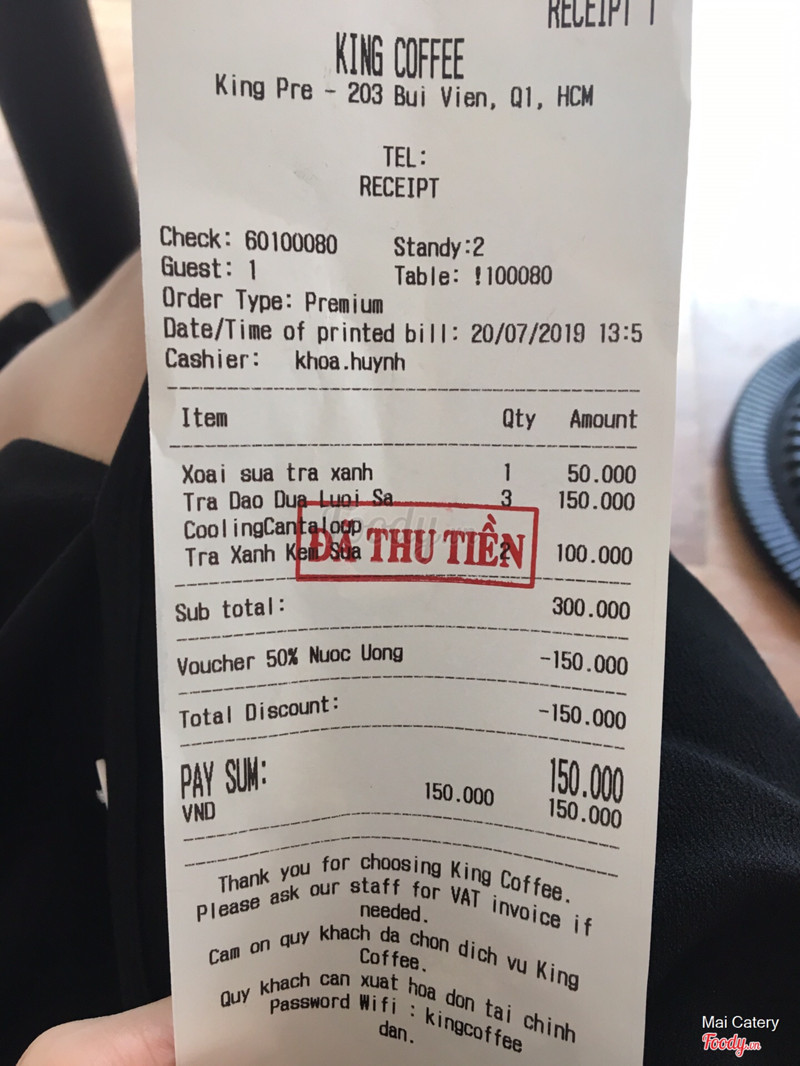 RECEIPT 1
KING COFFEE
King Pre - 203 Bui Vien, Q1, HCM
TEL:
RECEIPT
Check: 60100080 Standy:2
Guest: 1 Table: !100080
Order Type: Premium
Date/Time of printed bill: 20/07/2019 13:5
Cashier: khoa.huynh
Item Qty Amount
Xoai sua tra xanh 1 50.000
Tra Dao Dua Luoi Sa 3 150.000
CoolingCantaloup
ĐÃ THU TIỀN
Tra Xanh Kem Sua 2 100.000
Sub total: 300.000
Voucher 50% Nuoc Uong -150.000
Total Discount: -150.000
PAY SUM: 150.000
VND 150.000 150.000
Thank you for choosing King Coffee.
Please ask our staff for VAT invoice if
needed.
Cam on quy khach da chon dich vu King
Coffee.
Quy khach can xuat hoa don tai chinh
Password Wifi : kingcoffee
dan.
Foody.vn
Mai Catery
Foody.vn